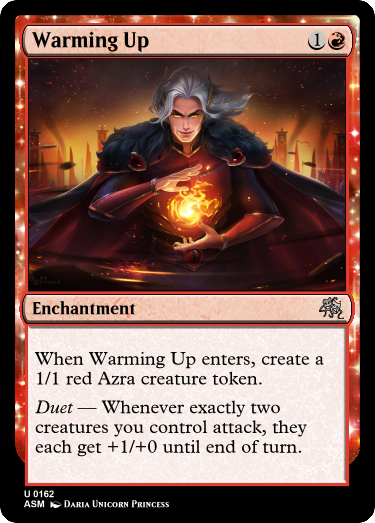 Warming Up
1
Enchantment
When Warming Up enters, create a
1/1 red Azra creature token.
Duet — Whenever exactly two
creatures you control attack, they
each get +1/+0 until end of turn.
U 0162
ASM DARIA UNICORN PRINCESS